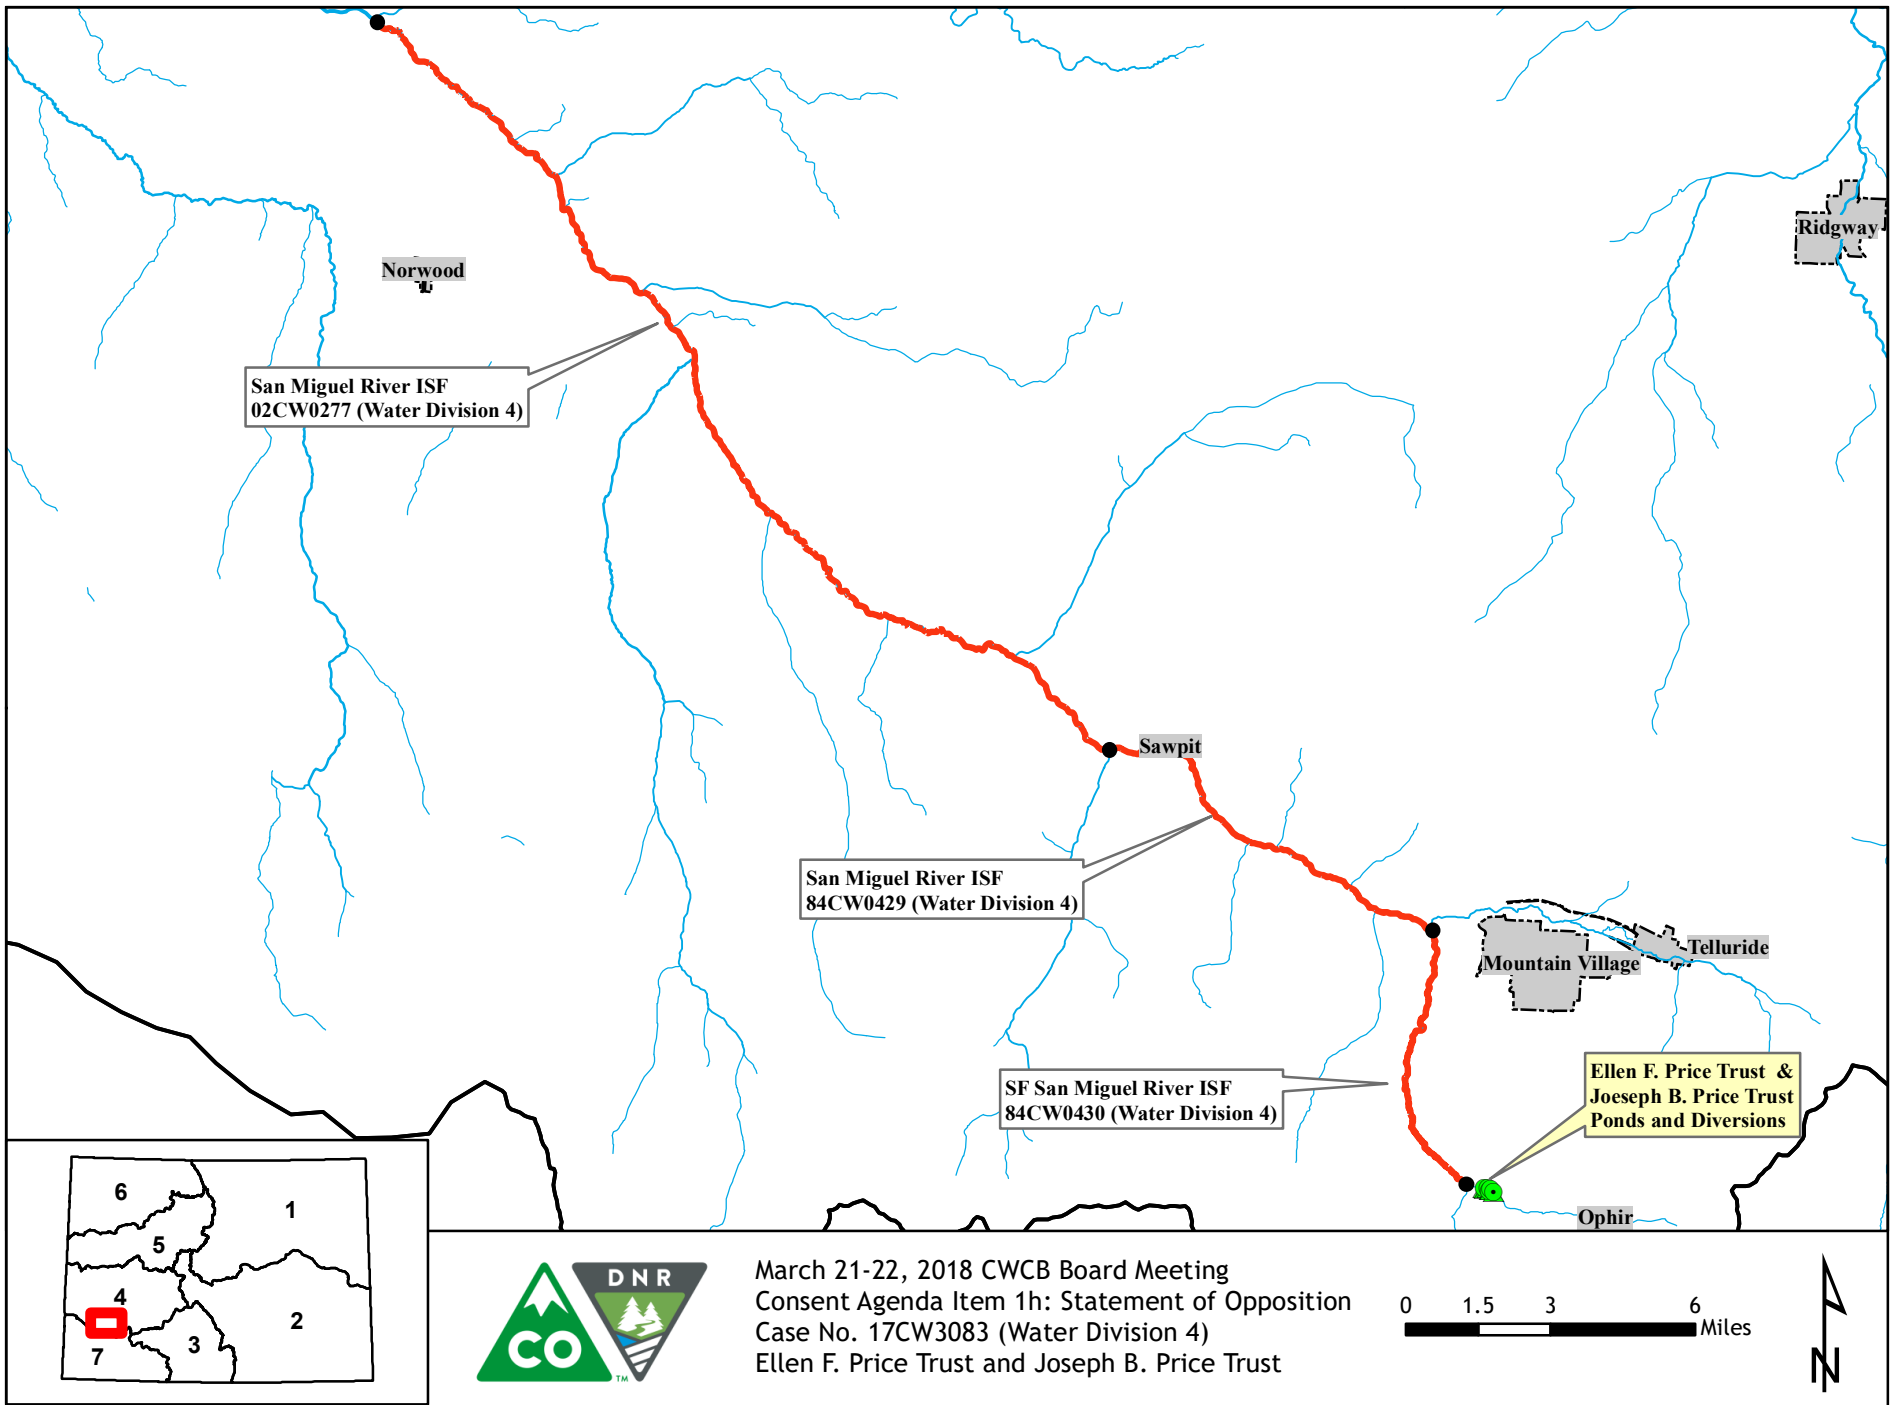 Ridgway
Norwood
San Miguel River ISF
02CW0277 (Water Division 4)
Sawpit
San Miguel River ISF
84CW0429 (Water Division 4)
Telluride
Mountain Village
Ellen F. Price Trust &
Joeseph B. Price Trust
Ponds and Diversions
SF San Miguel River ISF
84CW0430 (Water Division 4)
Ophir
6
1
5
4
2
3
7
CO
TM
DNR
March 21-22, 2018 CWCB Board Meeting
Consent Agenda Item 1h: Statement of Opposition
Case No. 17CW3083 (Water Division 4)
Ellen F. Price Trust and Joseph B. Price Trust
0 1.5 3 6
Miles
N